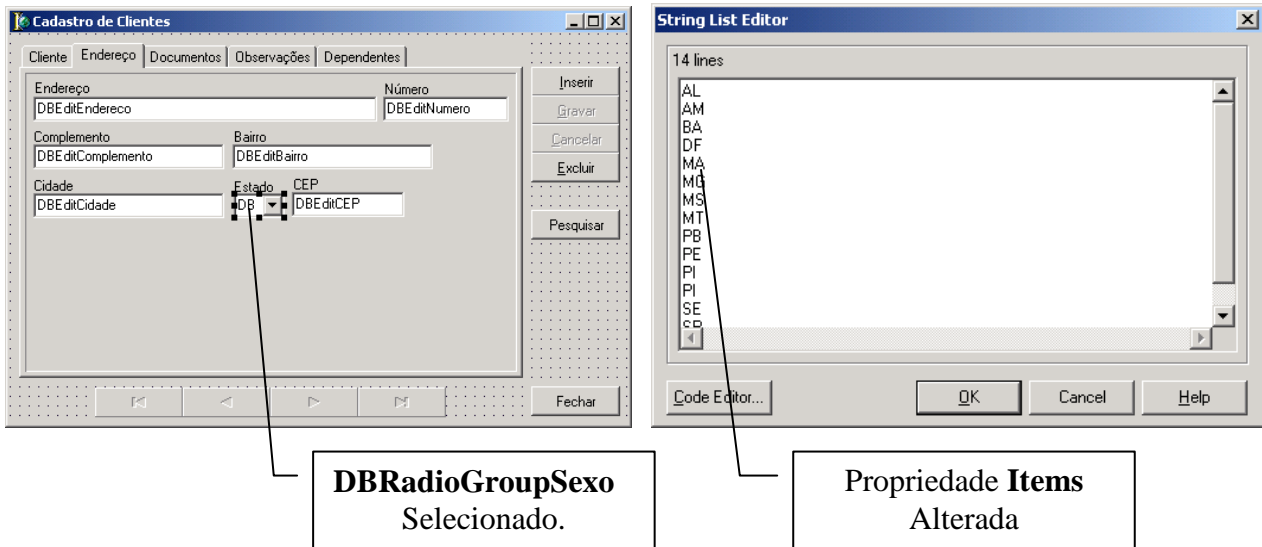 Cadastro de Clientes
Cliente Endereço Documentos Observações Dependentes
Endereço Número
DBEditEndereco DBEditNumero
Complemento Bairro
DBEditComplemento DBEditBairro
Cidade Estado CEP
DBEditCidade DB DBEditCEP
Inserir
Gravar
Cancelar
Excluir
Pesquisar
Fechar
String List Editor
14 lines
AL
AM
BA
DF
MA
MG
MS
MT
PB
PE
PI
PI
SE
SP
Code Editor...
OK
Cancel
Help
DBRadioGroupSexo
Selecionado.
Propriedade Items
Alterada